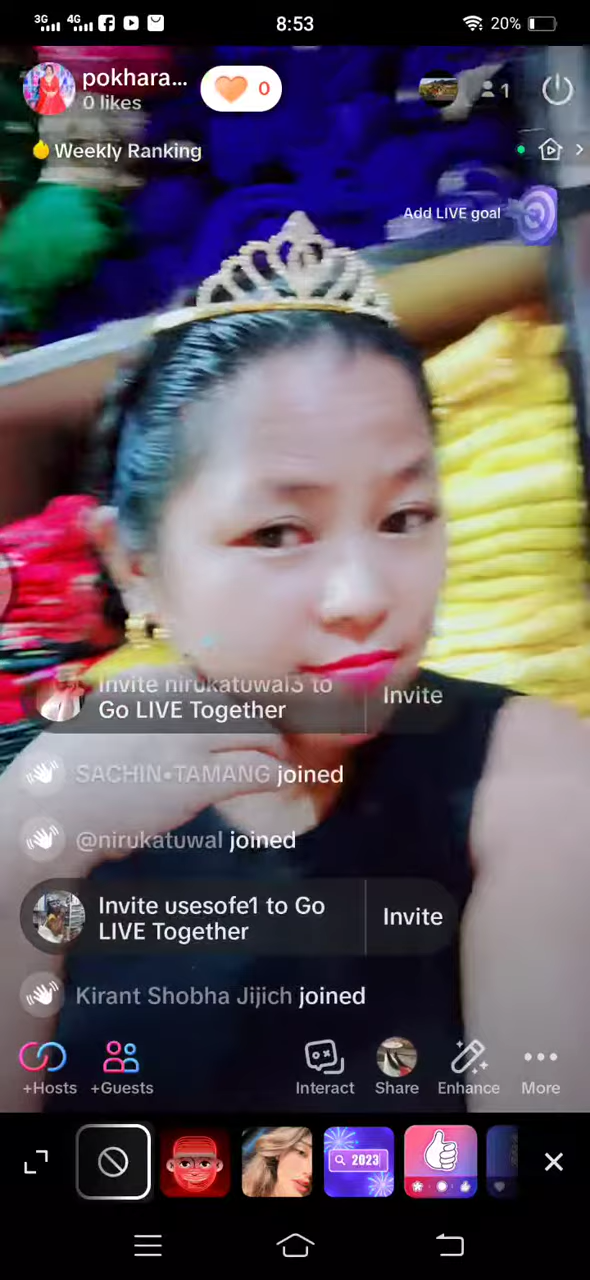 3G 4G 8:53 20%
pokhara... 0
0 likes
1
Weekly Ranking
Add LIVE goal
Invite nirukatuwal3 to
Go LIVE Together Invite
SACHIN•TAMANG joined
@nirukatuwal joined
Invite usesofe1 to Go
LIVE Together Invite
Kirant Shobha Jijich joined
+Hosts +Guests Interact Share Enhance More
2023